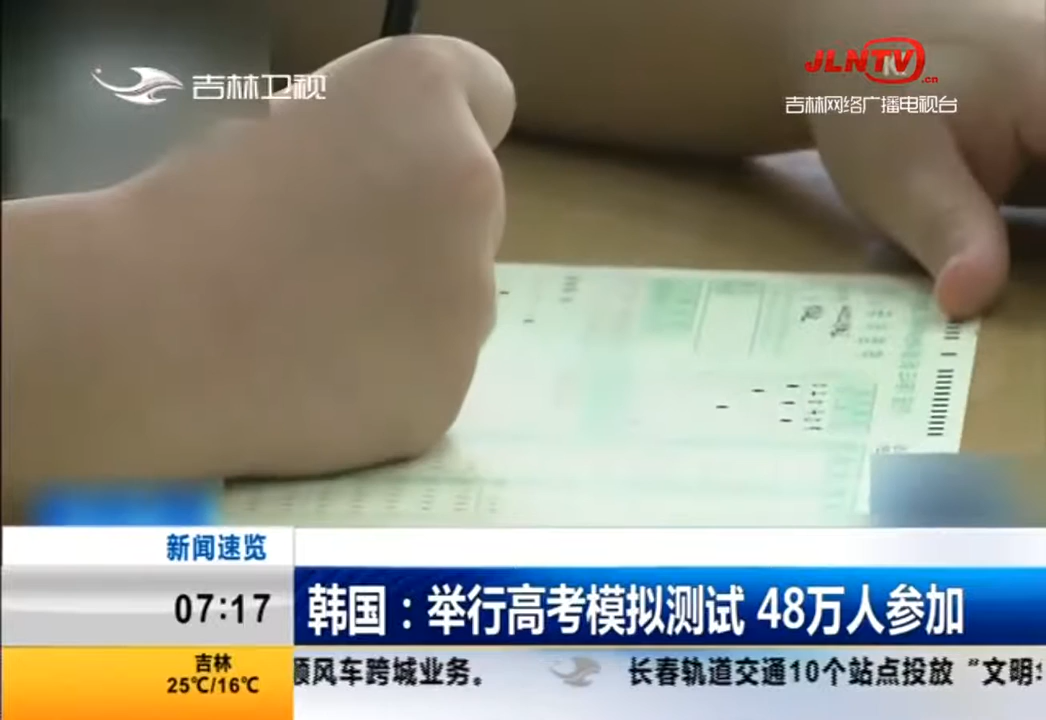 吉林卫视
JLNTV.cn
吉林网络广播电视台
新闻速览
07:17
韩国：举行高考模拟测试 48万人参加
吉林
25℃/16℃
顺风车跨城业务。
长春轨道交通10个站点投放“文明